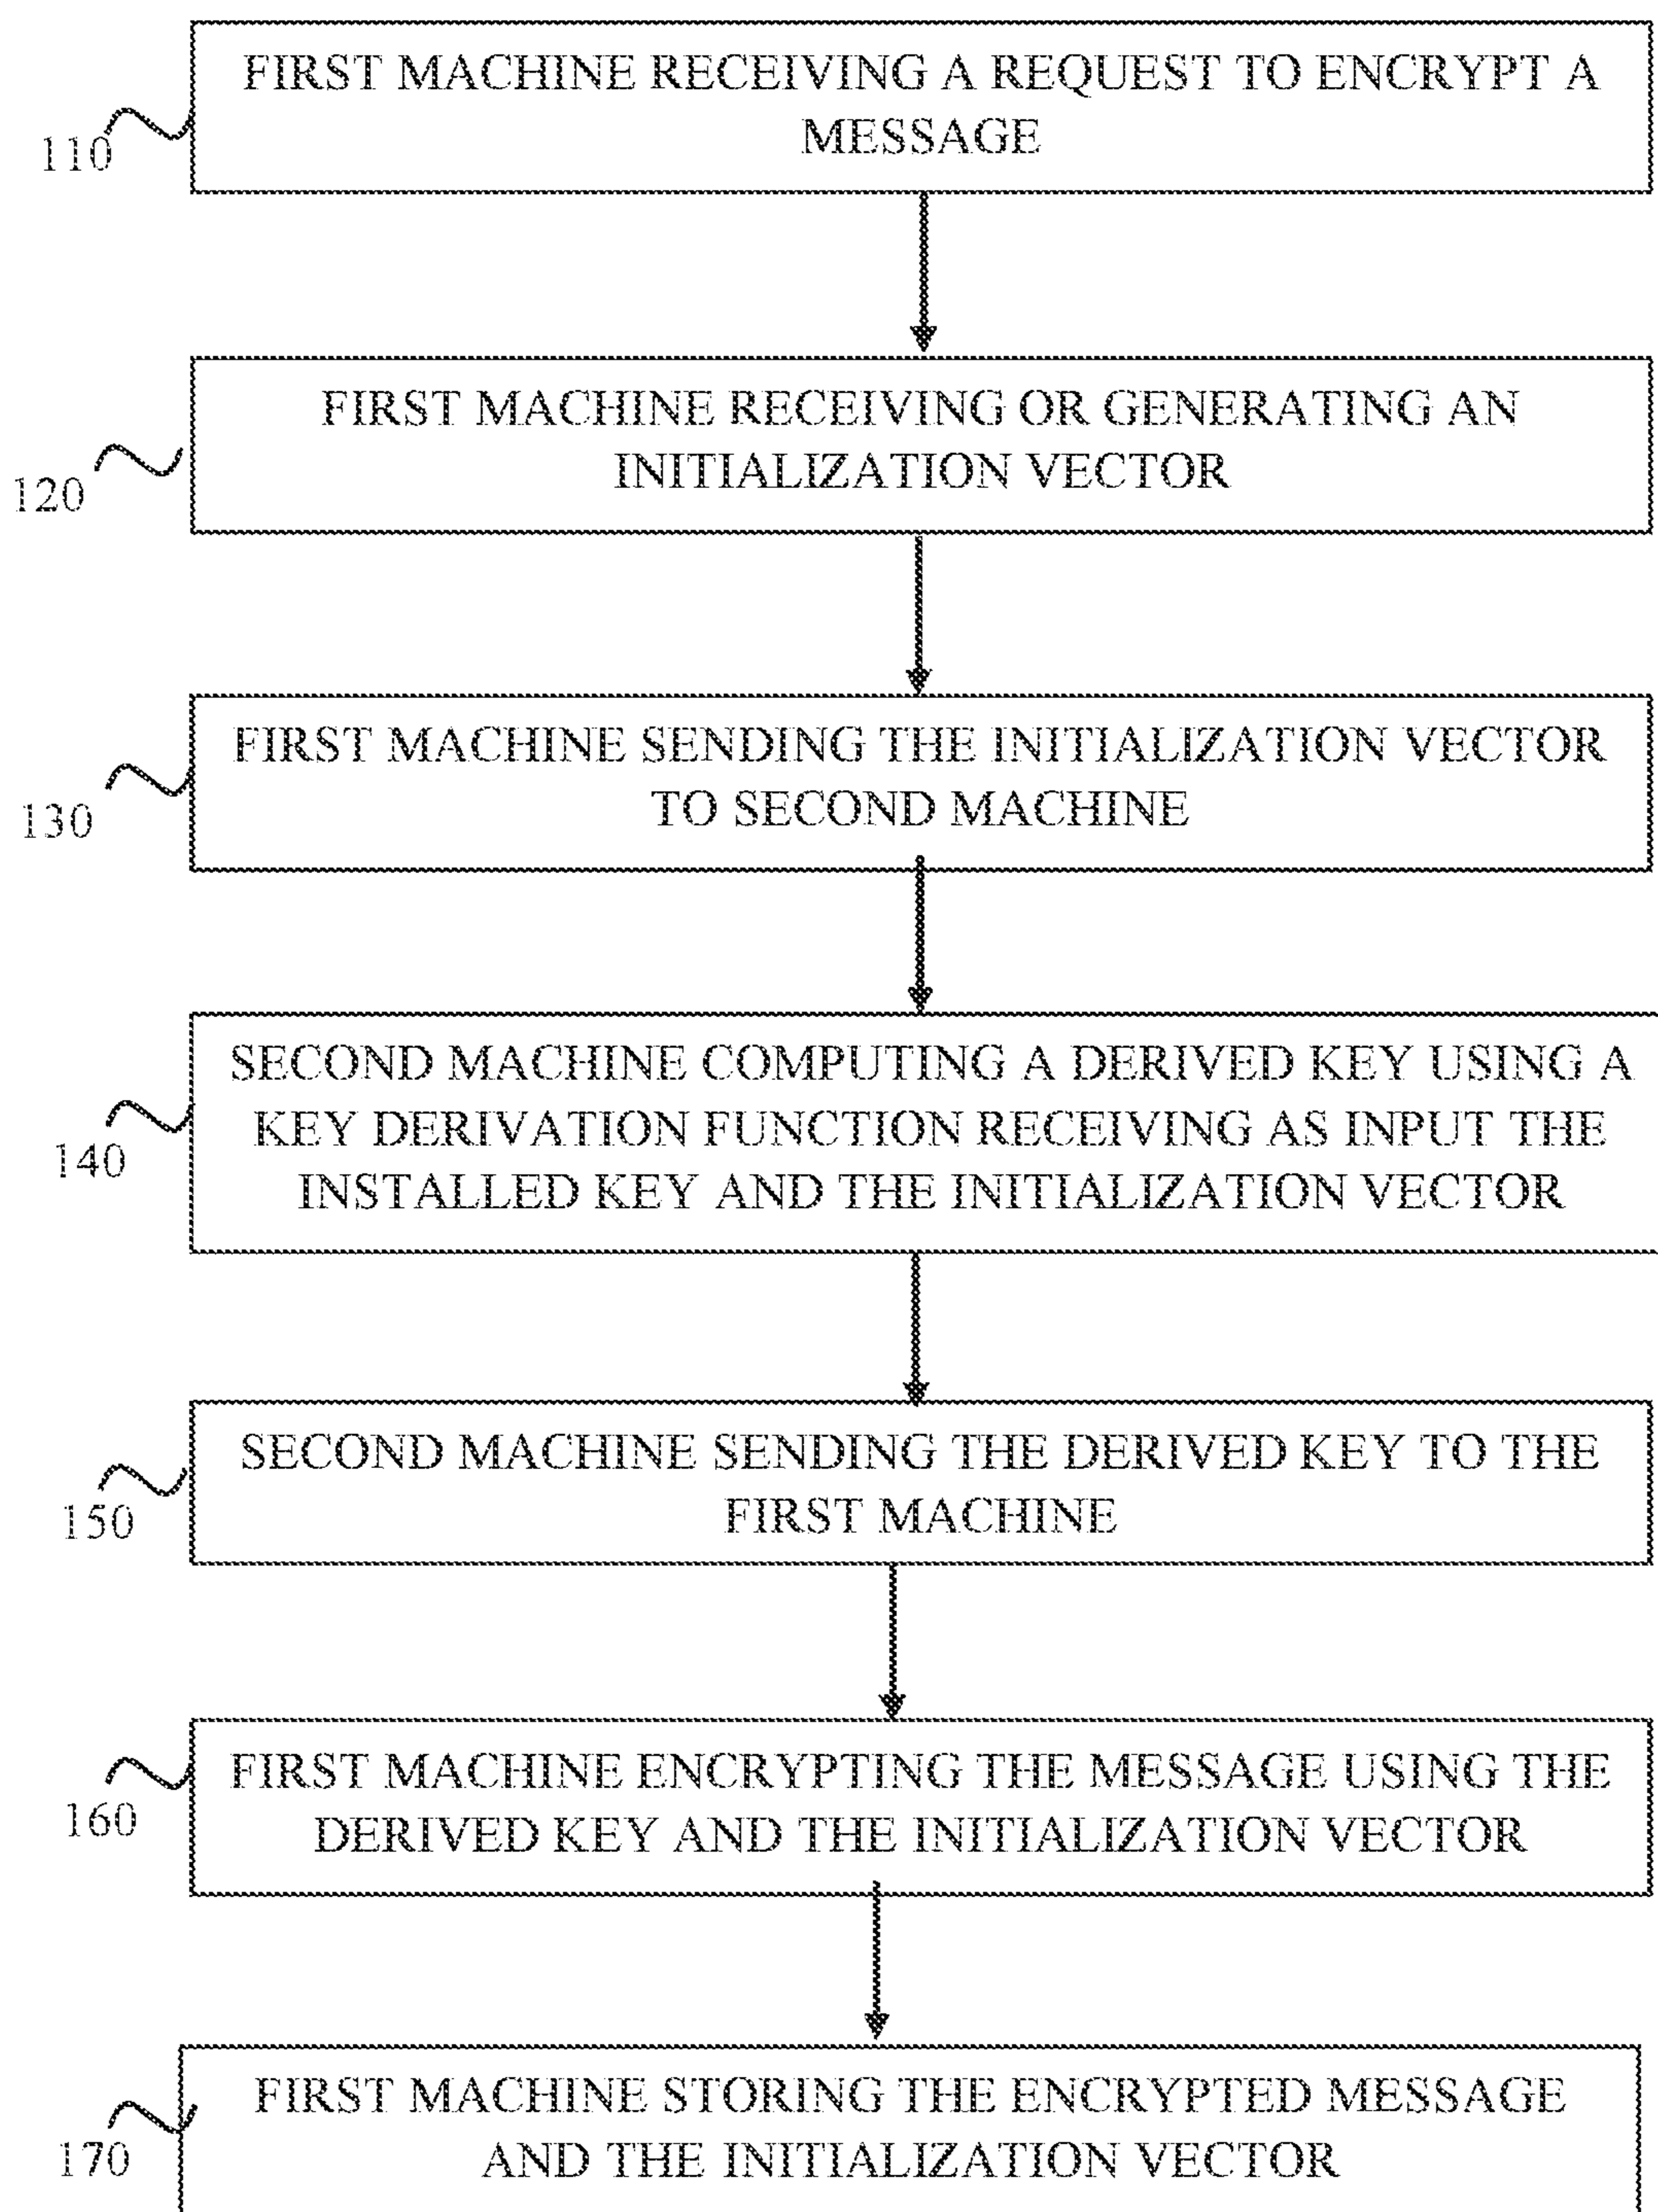 FIRST MACHINE RECEIVING A REQUEST TO ENCRYPT A
MESSAGE
110
FIRST MACHINE RECEIVING OR GENERATING AN
INITIALIZATION VECTOR
120
FIRST MACHINE SENDING THE INITIALIZATION VECTOR
TO SECOND MACHINE
130
SECOND MACHINE COMPUTING A DERIVED KEY USING A
KEY DERIVATION FUNCTION RECEIVING AS INPUT THE
INSTALLED KEY AND THE INITIALIZATION VECTOR
140
SECOND MACHINE SENDING THE DERIVED KEY TO THE
FIRST MACHINE
150
FIRST MACHINE ENCRYPTING THE MESSAGE USING THE
DERIVED KEY AND THE INITIALIZATION VECTOR
160
FIRST MACHINE STORING THE ENCRYPTED MESSAGE
AND THE INITIALIZATION VECTOR
170